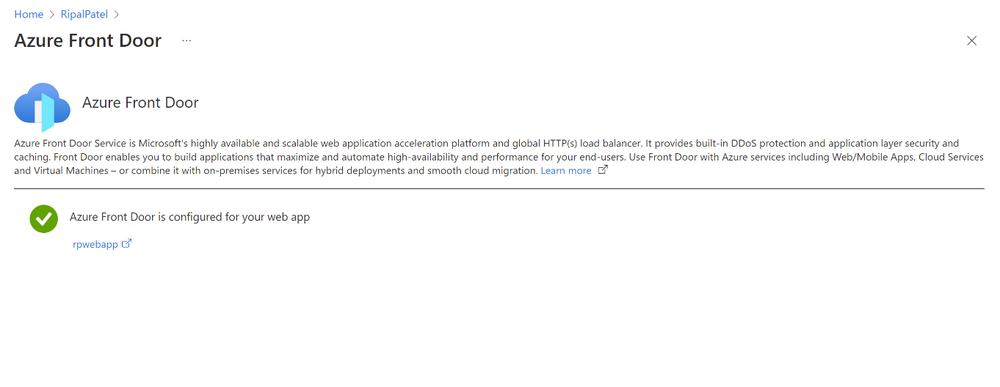 Home > RipalPatel >
Azure Front Door ...
Azure Front Door
Azure Front Door Service is Microsoft's highly available and scalable web application acceleration platform and global HTTP(s) load balancer. It provides built-in DDoS protection and application layer security and
caching. Front Door enables you to build applications that maximize and automate high-availability and performance for your end-users. Use Front Door with Azure services including Web/Mobile Apps, Cloud Services
and Virtual Machines – or combine it with on-premises services for hybrid deployments and smooth cloud migration. Learn more
Azure Front Door is configured for your web app
rpwebapp